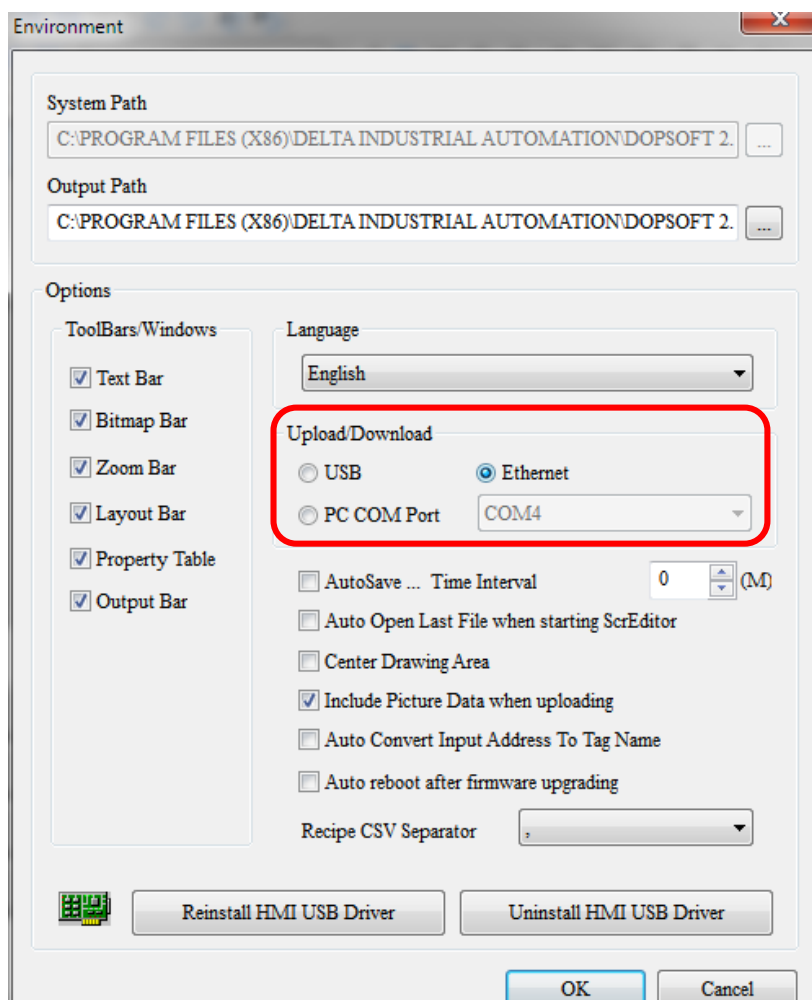 Environment
System Path
C:\PROGRAM FILES (X86)\DELTA INDUSTRIAL AUTOMATION\DOPSOFT 2.
...
Output Path
C:\PROGRAM FILES (X86)\DELTA INDUSTRIAL AUTOMATION\DOPSOFT 2.
...
Options
ToolBars/Windows
Text Bar
Bitmap Bar
Zoom Bar
Layout Bar
Property Table
Output Bar
Language
English
Upload/Download
USB
Ethernet
PC COM Port
COM4
AutoSave ... Time Interval
0
(M)
Auto Open Last File when starting ScrEditor
Center Drawing Area
Include Picture Data when uploading
Auto Convert Input Address To Tag Name
Auto reboot after firmware upgrading
Recipe CSV Separator
,
Reinstall HMI USB Driver
Uninstall HMI USB Driver
OK
Cancel